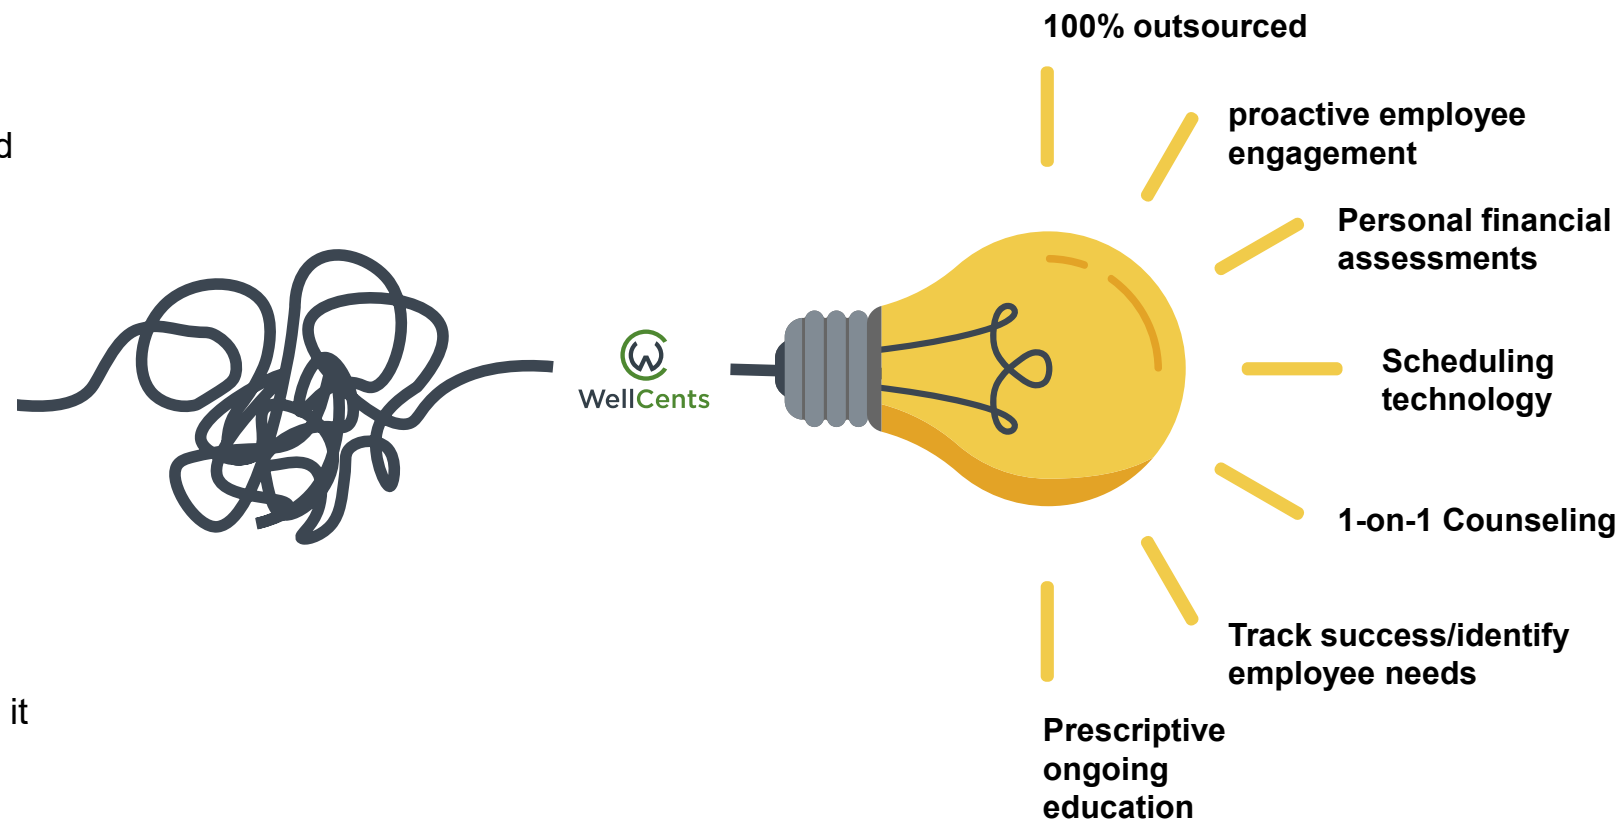 100% outsourced
proactive employee
engagement
d
Personal financial
assessments
WellCents
Scheduling
technology
1-on-1 Counseling
Track success/identify
employee needs
it
Prescriptive
ongoing
education